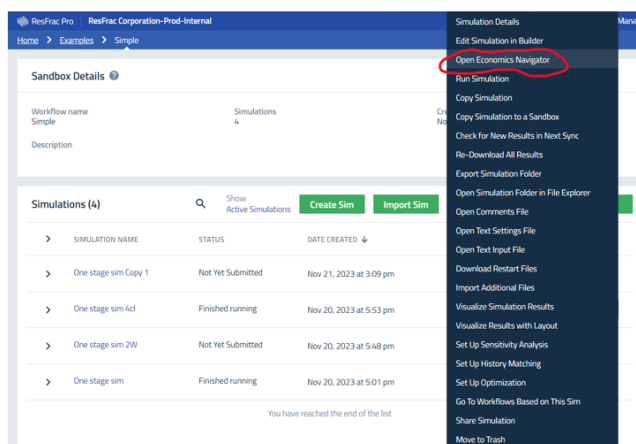 ResFrac Pro ResFrac Corporation-Prod-Internal
Home > Examples > Simple
Sandbox Details
Workflow name
Simple
Simulations
4
Description
Simulations (4)
Show
Active Simulations
Create Sim
Import Sim
SIMULATION NAME STATUS DATE CREATED
One stage sim Copy 1 Not Yet Submitted Nov 21, 2023 at 3:09 pm
One stage sim 4cl Finished running Nov 20, 2023 at 5:53 pm
One stage sim 2W Not Yet Submitted Nov 20, 2023 at 5:48 pm
One stage sim Finished running Nov 20, 2023 at 5:01 pm
You have reached the end of the list
Simulation Details
Edit Simulation in Builder
Open Economics Navigator
Run Simulation
Copy Simulation
Copy Simulation to a Sandbox
Check for New Results in Next Sync
Re-Download All Results
Export Simulation Folder
Open Simulation Folder in File Explorer
Open Comments File
Open Text Settings File
Open Text Input File
Download Restart Files
Import Additional Files
Visualize Simulation Results
Visualize Results with Layout
Set Up Sensitivity Analysis
Set Up History Matching
Set Up Optimization
Go To Workflows Based on This Sim
Share Simulation
Move to Trash